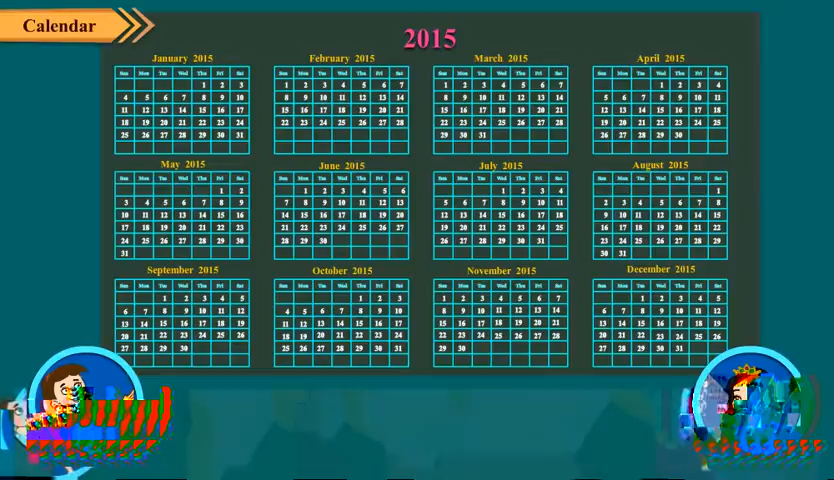 Calendar
2015
January 2015
Sun Mon Tue Wed Thu Fri Sat
1 2 3
4 5 6 7 8 9 10
11 12 13 14 15 16 17
18 19 20 21 22 23 24
25 26 27 28 29 30 31
February 2015
Sun Mon Tue Wed Thu Fri Sat
1 2 3 4 5 6 7
8 9 10 11 12 13 14
15 16 17 18 19 20 21
22 23 24 25 26 27 28
March 2015
Sun Mon Tue Wed Thu Fri Sat
1 2 3 4 5 6 7
8 9 10 11 12 13 14
15 16 17 18 19 20 21
22 23 24 25 26 27 28
29 30 31
April 2015
Sun Mon Tue Wed Thu Fri Sat
1 2 3 4
5 6 7 8 9 10 11
12 13 14 15 16 17 18
19 20 21 22 23 24 25
26 27 28 29 30
May 2015
Sun Mon Tue Wed Thu Fri Sat
1 2
3 4 5 6 7 8 9
10 11 12 13 14 15 16
17 18 19 20 21 22 23
24 25 26 27 28 29 30
31
June 2015
Sun Mon Tue Wed Thu Fri Sat
1 2 3 4 5 6
7 8 9 10 11 12 13
14 15 16 17 18 19 20
21 22 23 24 25 26 27
28 29 30
July 2015
Sun Mon Tue Wed Thu Fri Sat
1 2 3 4
5 6 7 8 9 10 11
12 13 14 15 16 17 18
19 20 21 22 23 24 25
26 27 28 29 30 31
August 2015
Sun Mon Tue Wed Thu Fri Sat
1
2 3 4 5 6 7 8
9 10 11 12 13 14 15
16 17 18 19 20 21 22
23 24 25 26 27 28 29
30 31
September 2015
Sun Mon Tue Wed Thu Fri Sat
1 2 3 4 5
6 7 8 9 10 11 12
13 14 15 16 17 18 19
20 21 22 23 24 25 26
27 28 29 30
October 2015
Sun Mon Tue Wed Thu Fri Sat
1 2 3
4 5 6 7 8 9 10
11 12 13 14 15 16 17
18 19 20 21 22 23 24
25 26 27 28 29 30 31
November 2015
Sun Mon Tue Wed Thu Fri Sat
1 2 3 4 5 6 7
8 9 10 11 12 13 14
15 16 17 18 19 20 21
22 23 24 25 26 27 28
29 30
December 2015
Sun Mon Tue Wed Thu Fri Sat
1 2 3 4 5
6 7 8 9 10 11 12
13 14 15 16 17 18 19
20 21 22 23 24 25 26
27 28 29 30 31